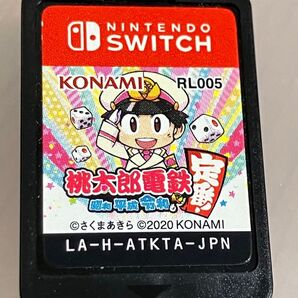 NINTENDO
SWITCH
KONAMI RL005
桃太郎電鉄
昭和 平成 令和も
定番!
©さくまあきら ©2020 KONAMI
LA-H-ATKTA-JPN